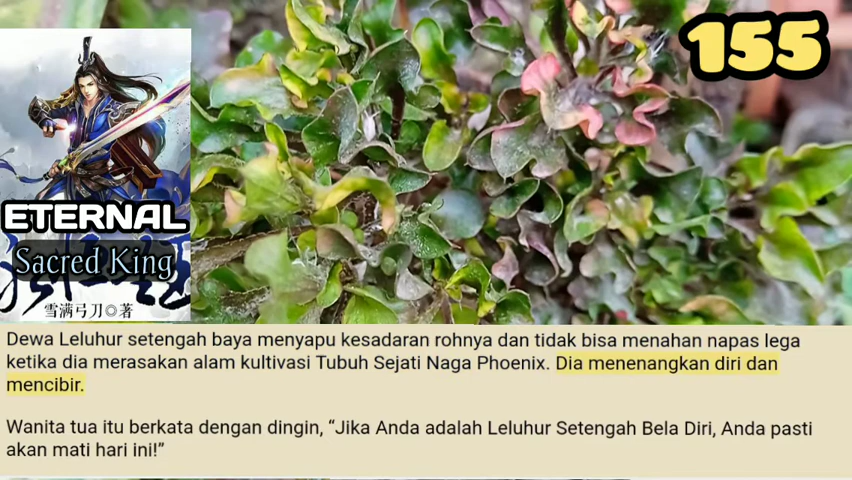 155
ETERNAL
Sacred King
雪满弓刀◎著
Dewa Leluhur setengah baya menyapu kesadaran rohnya dan tidak bisa menahan napas lega
ketika dia merasakan alam kultivasi Tubuh Sejati Naga Phoenix. Dia menenangkan diri dan
mencibir.
Wanita tua itu berkata dengan dingin, “Jika Anda adalah Leluhur Setengah Bela Diri, Anda pasti
akan mati hari ini!”